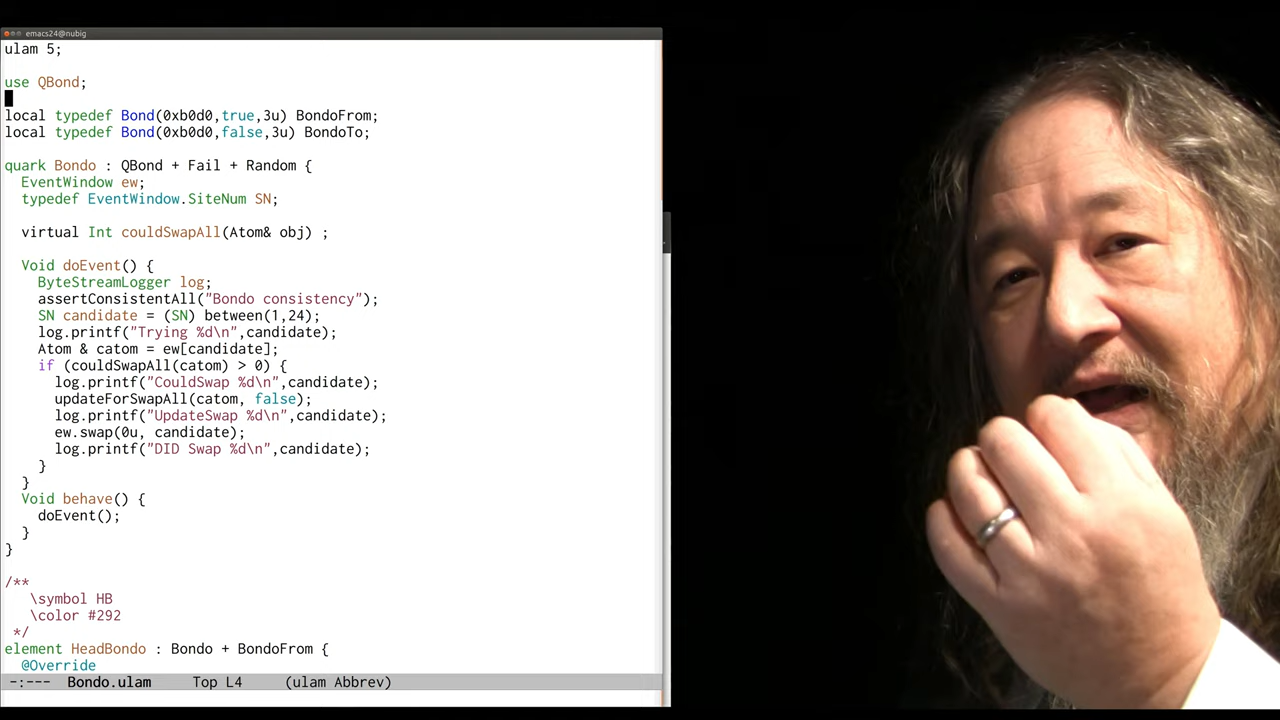 emacs24@nubig
ulam 5;
use QBond;
local typedef Bond(0xb0d0,true,3u) BondoFrom;
local typedef Bond(0xb0d0,false,3u) BondoTo;
quark Bondo : QBond + Fail + Random {
  EventWindow ew;
  typedef EventWindow.SiteNum SN;
  virtual Int couldSwapAll(Atom& obj) ;
  Void doEvent() {
    ByteStreamLogger log;
    assertConsistentAll("Bondo consistency");
    SN candidate = (SN) between(1,24);
    log.printf("Trying %d\n",candidate);
    Atom & catom = ew[candidate];
    if (couldSwapAll(catom) > 0) {
      log.printf("CouldSwap %d\n",candidate);
      updateForSwapAll(catom, false);
      log.printf("UpdateSwap %d\n",candidate);
      ew.swap(0u, candidate);
      log.printf("DID Swap %d\n",candidate);
    }
  }
  Void behave() {
    doEvent();
  }
}
/**
   \symbol HB
   \color #292
 */
element HeadBondo : Bondo + BondoFrom {
  @Override
-:---  Bondo.ulam     Top L4     (ulam Abbrev)